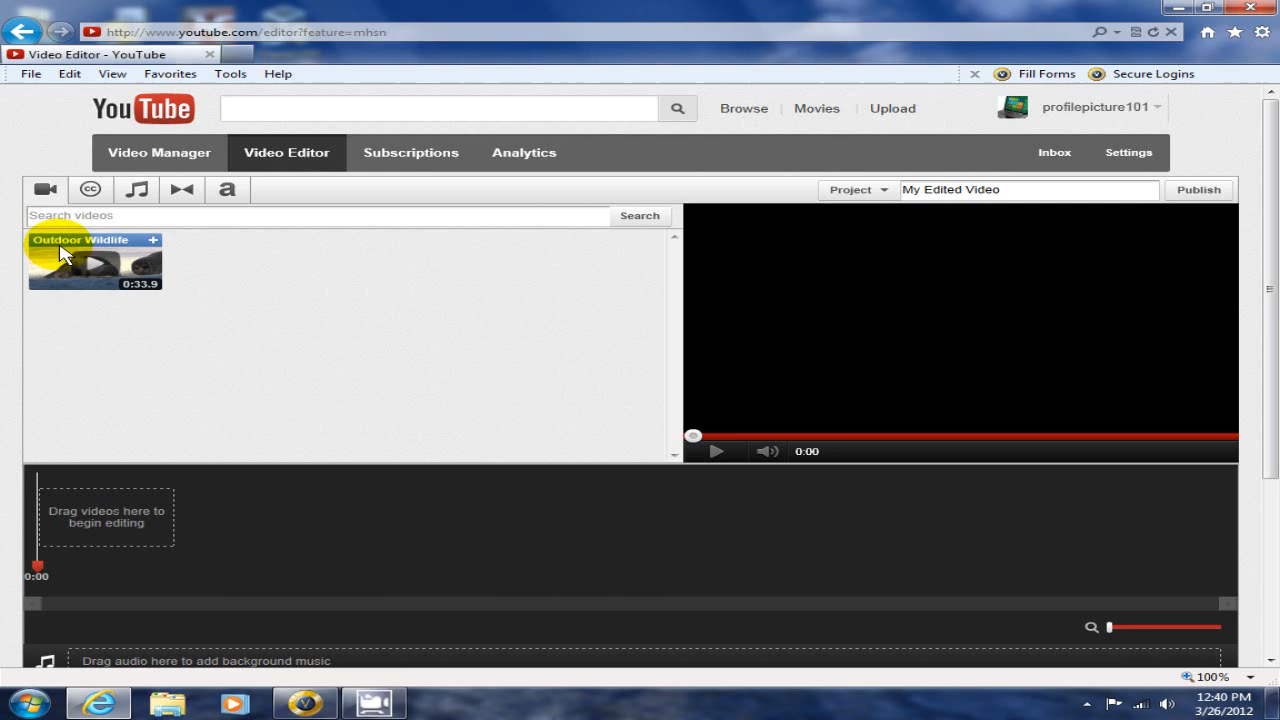 http://www.youtube.com/editor?feature=mhsn
Video Editor - YouTube
File Edit View Favorites Tools Help
Fill Forms Secure Logins
YouTube
Browse Movies Upload
profilepicture101
Video Manager Video Editor Subscriptions Analytics
Inbox Settings
cc
a
Project
My Edited Video
Publish
Search videos
Search
Outdoor Wildlife +
0:33.9
0:00
Drag videos here to
begin editing
0:00
Drag audio here to add background music
100%
12:40 PM
3/26/2012